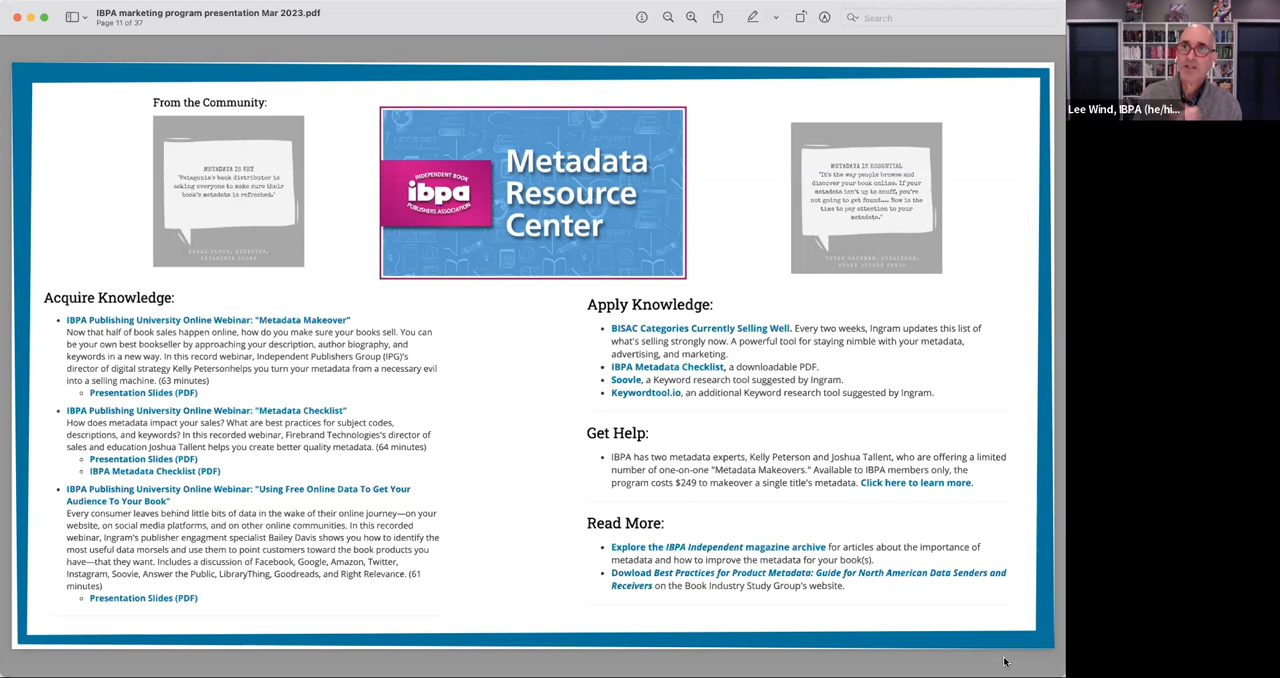 IBPA marketing program presentation Mar 2023.pdf
Page 11 of 37
Search
Lee Wind, IBPA (he/hi...
From the Community:
METADATA IS KEY
"Patagonia's book distributor is
asking everyone to make sure their
book's metadata is refreshed."
INDEPENDENT BOOK
ibpa
PUBLISHERS ASSOCIATION
Metadata
Resource
Center
METADATA IS ESSENTIAL
"It's the way people browse and
discover your book online. If your
metadata isn't up to snuff, you're
not going to get found.... Now is the
time to pay attention to your
metadata."
Acquire Knowledge:
• IBPA Publishing University Online Webinar: "Metadata Makeover"
Now that half of book sales happen online, how do you make sure your books sell. You can
be your own best bookseller by approaching your description, author biography, and
keywords in a new way. In this record webinar, Independent Publishers Group (IPG)'s
director of digital strategy Kelly Petersonhelps you turn your metadata from a necessary evil
into a selling machine. (63 minutes)
Presentation Slides (PDF)
• IBPA Publishing University Online Webinar: "Metadata Checklist"
How does metadata impact your sales? What are best practices for subject codes,
descriptions, and keywords? In this recorded webinar, Firebrand Technologies's director of
sales and education Joshua Tallent helps you create better quality metadata. (64 minutes)
Presentation Slides (PDF)
IBPA Metadata Checklist (PDF)
• IBPA Publishing University Online Webinar: "Using Free Online Data To Get Your
Audience To Your Book"
Every consumer leaves behind little bits of data in the wake of their online journey—on your
website, on social media platforms, and on other online communities. In this recorded
webinar, Ingram's publisher engagment specialist Bailey Davis shows you how to identify the
most useful data morsels and use them to point customers toward the book products you
have—that they want. Includes a discussion of Facebook, Google, Amazon, Twitter,
Instagram, Soovie, Answer the Public, LibraryThing, Goodreads, and Right Relevance. (61
minutes)
Presentation Slides (PDF)
Apply Knowledge:
• BISAC Categories Currently Selling Well. Every two weeks, Ingram updates this list of
what's selling strongly now. A powerful tool for staying nimble with your metadata,
advertising, and marketing.
• IBPA Metadata Checklist, a downloadable PDF.
• Soovle, a Keyword research tool suggested by Ingram.
• Keywordtool.io, an additional Keyword research tool suggested by Ingram.
Get Help:
• IBPA has two metadata experts, Kelly Peterson and Joshua Tallent, who are offering a limited
number of one-on-one "Metadata Makeovers." Available to IBPA members only, the
program costs $249 to makeover a single title's metadata. Click here to learn more.
Read More:
• Explore the IBPA Independent magazine archive for articles about the importance of
metadata and how to improve the metadata for your book(s).
• Dowload Best Practices for Product Metadata: Guide for North American Data Senders and
Receivers on the Book Industry Study Group's website.